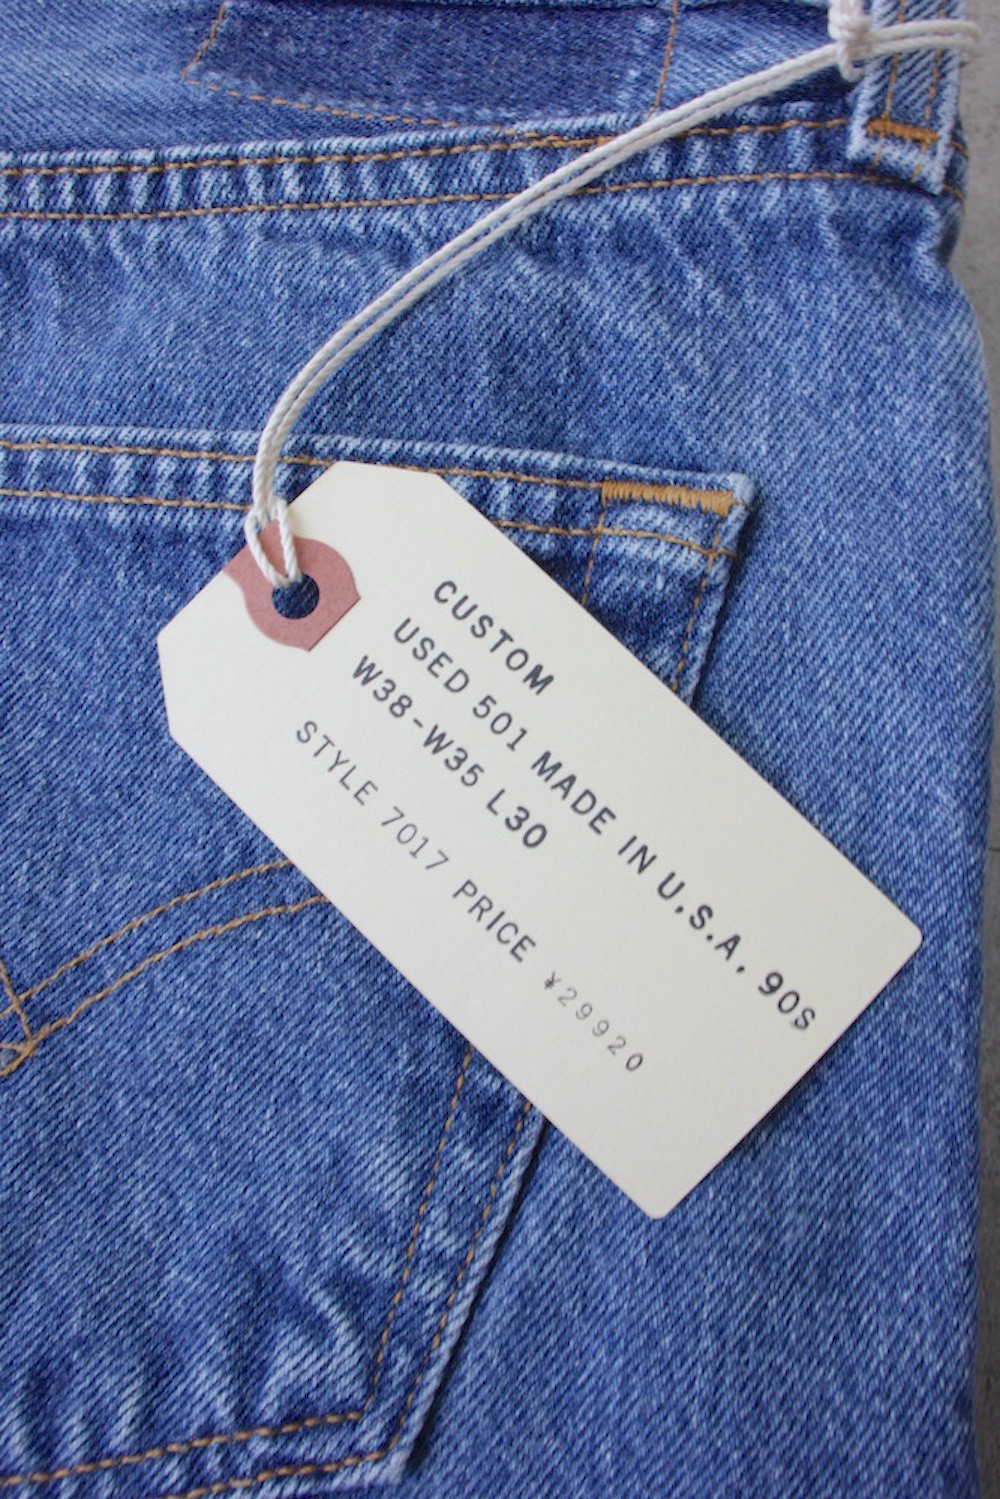 CUSTOM
USED 501 MADE IN U.S.A, 90S
W38-W35 L30
STYLE 7017 PRICE ¥29920